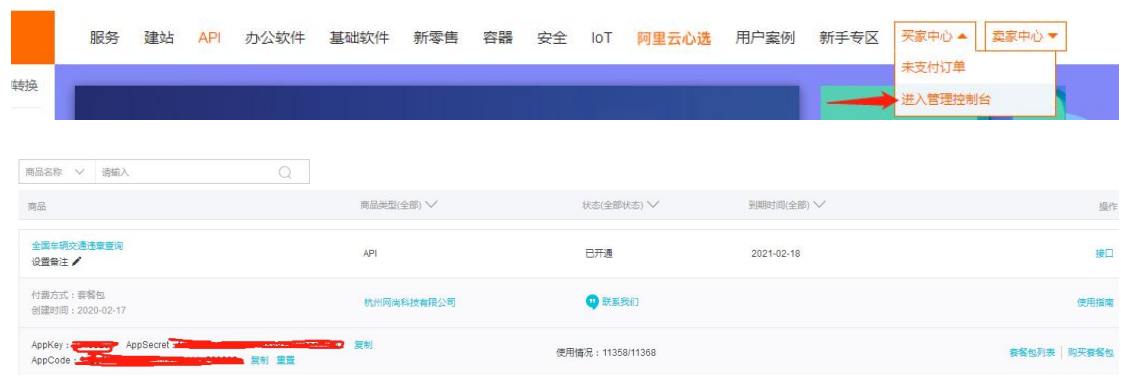 服务 建站 API 办公软件 基础软件 新零售 容器 安全 IoT 阿里云心选 用户案例 新手专区 买家中心 卖家中心
未支付订单
转换
进入管理控制台
商品名称 请输入
商品 商品类型(全部) 状态(全部状态) 到期时间(全部) 操作
全国车辆交通违章查询
设置备注
API 已开通 2021-02-18 接口
付费方式：套餐包
创建时间：2020-02-17
杭州网尚科技有限公司 联系我们 使用指南
AppKey： AppSecret 复制
AppCode： 复制 重置
使用情况：11358/11368 套餐包列表 | 购买套餐包